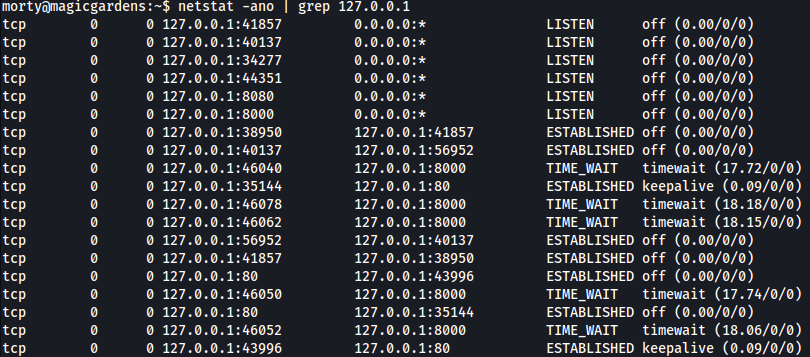 morty@magicgardens:~$ netstat -ano | grep 127.0.0.1
tcp        0      0 127.0.0.1:41857         0.0.0.0:*               LISTEN      off (0.00/0/0)
tcp        0      0 127.0.0.1:40137         0.0.0.0:*               LISTEN      off (0.00/0/0)
tcp        0      0 127.0.0.1:34277         0.0.0.0:*               LISTEN      off (0.00/0/0)
tcp        0      0 127.0.0.1:44351         0.0.0.0:*               LISTEN      off (0.00/0/0)
tcp        0      0 127.0.0.1:8080          0.0.0.0:*               LISTEN      off (0.00/0/0)
tcp        0      0 127.0.0.1:8000          0.0.0.0:*               LISTEN      off (0.00/0/0)
tcp        0      0 127.0.0.1:38950         127.0.0.1:41857         ESTABLISHED off (0.00/0/0)
tcp        0      0 127.0.0.1:40137         127.0.0.1:56952         ESTABLISHED off (0.00/0/0)
tcp        0      0 127.0.0.1:46040         127.0.0.1:8000          TIME_WAIT   timewait (17.72/0/0)
tcp        0      0 127.0.0.1:35144         127.0.0.1:80            ESTABLISHED keepalive (0.09/0/0)
tcp        0      0 127.0.0.1:46078         127.0.0.1:8000          TIME_WAIT   timewait (18.18/0/0)
tcp        0      0 127.0.0.1:46062         127.0.0.1:8000          TIME_WAIT   timewait (18.15/0/0)
tcp        0      0 127.0.0.1:56952         127.0.0.1:40137         ESTABLISHED off (0.00/0/0)
tcp        0      0 127.0.0.1:41857         127.0.0.1:38950         ESTABLISHED off (0.00/0/0)
tcp        0      0 127.0.0.1:80            127.0.0.1:43996         ESTABLISHED off (0.00/0/0)
tcp        0      0 127.0.0.1:46050         127.0.0.1:8000          TIME_WAIT   timewait (17.74/0/0)
tcp        0      0 127.0.0.1:80            127.0.0.1:35144         ESTABLISHED off (0.00/0/0)
tcp        0      0 127.0.0.1:46052         127.0.0.1:8000          TIME_WAIT   timewait (18.06/0/0)
tcp        0      0 127.0.0.1:43996         127.0.0.1:80            ESTABLISHED keepalive (0.09/0/0)